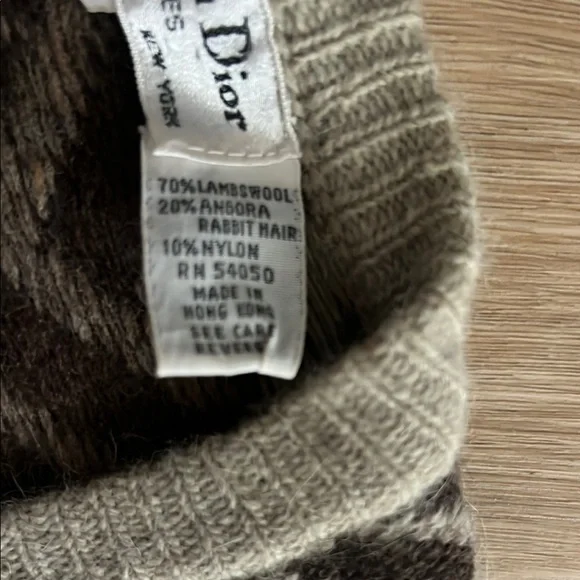 Dior
NEW YORK
70% LAMBSWOOL
20% ANGORA
RABBIT HAIR
10% NYLON
RN 54050
MADE IN
HONG KONG
SEE CARE
REVERSE